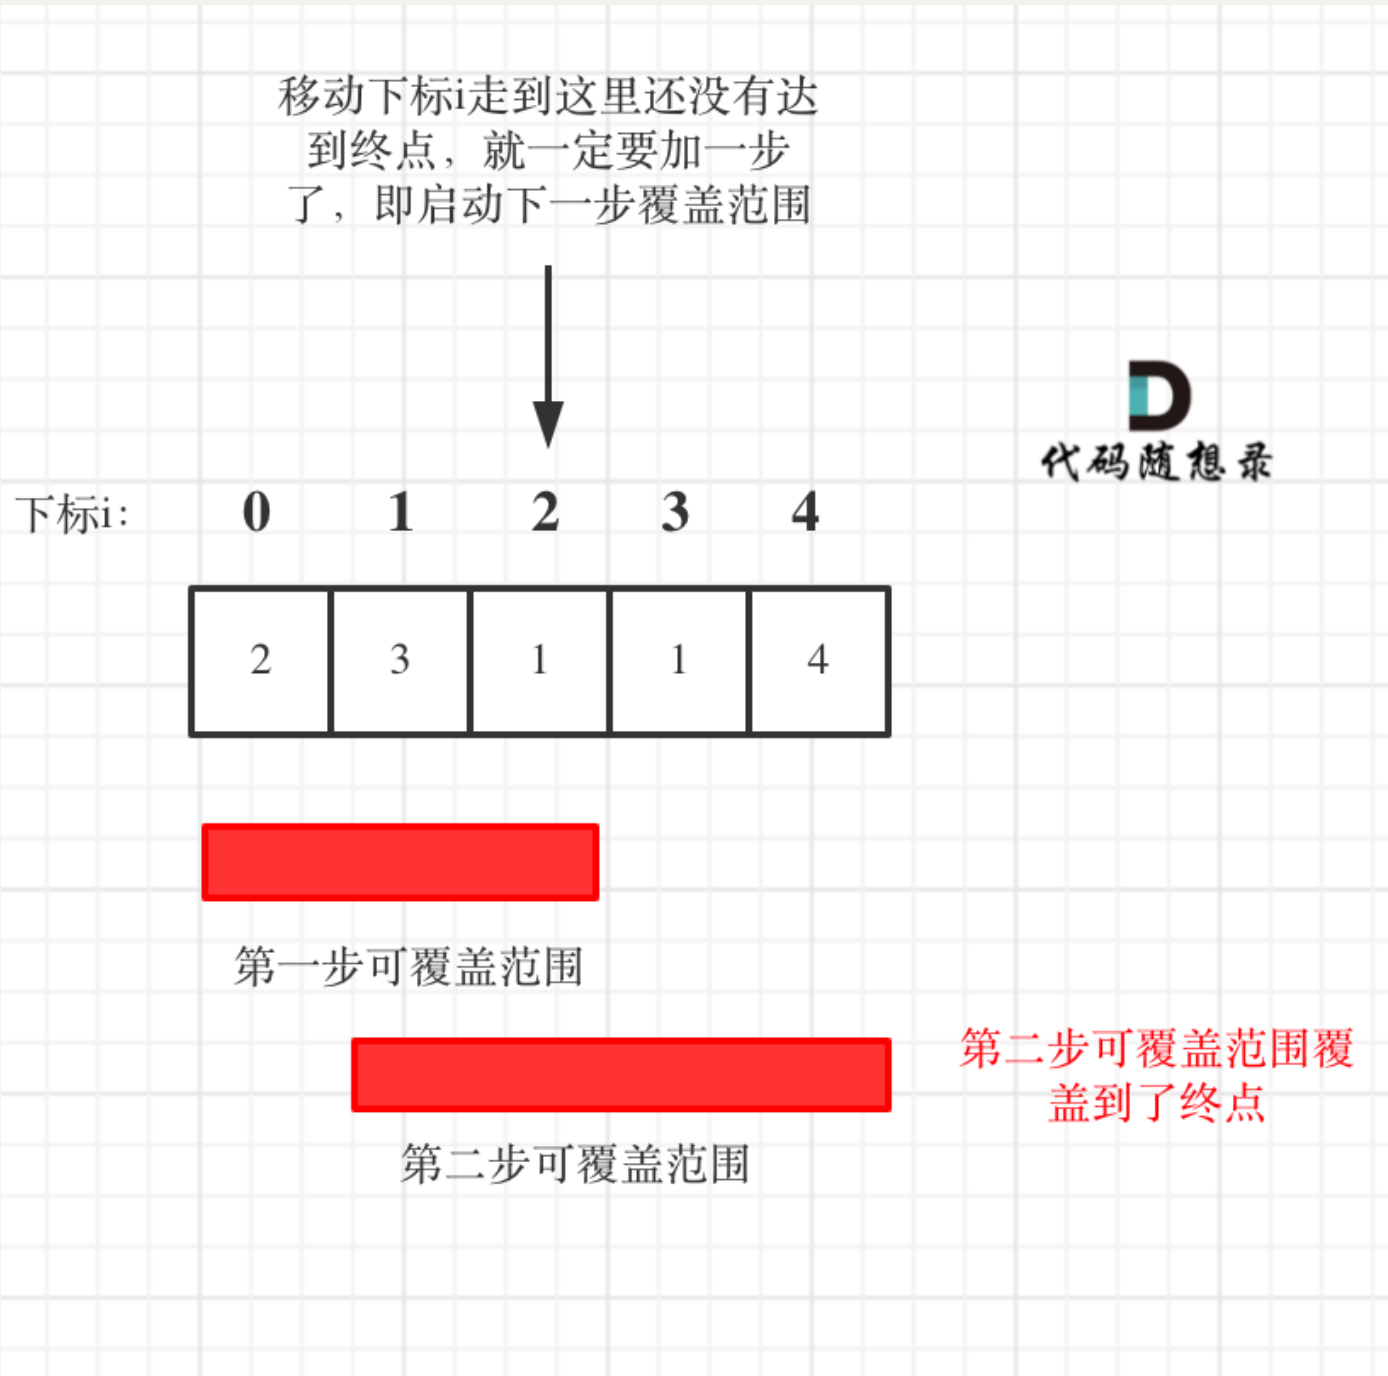 移动下标i走到这里还没有达
到终点，就一定要加一步
了，即启动下一步覆盖范围
代码随想录
下标i： 0 1 2 3 4
2 3 1 1 4
第一步可覆盖范围
第二步可覆盖范围覆
盖到了终点
第二步可覆盖范围